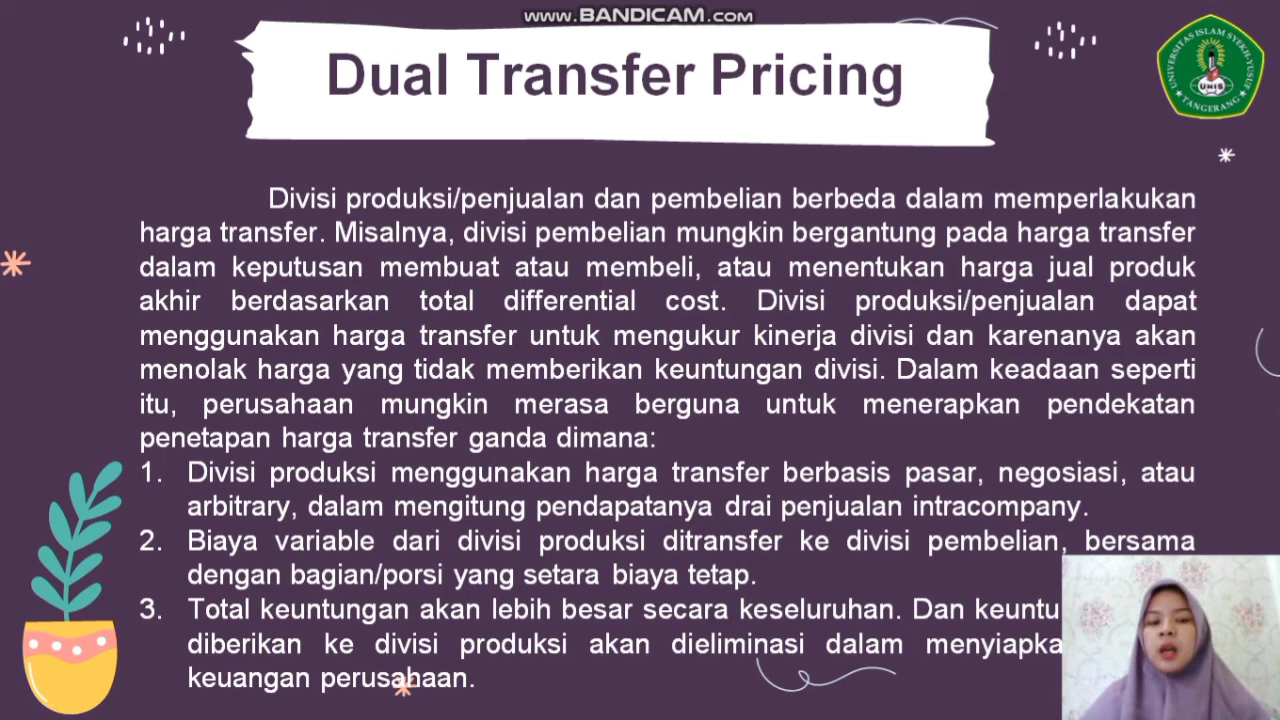 www.BANDICAM.com
Dual Transfer Pricing
UNIVERSITAS ISLAM SYEKH-YUSUF
UNIS
TANGERANG
Divisi produksi/penjualan dan pembelian berbeda dalam memperlakukan
harga transfer. Misalnya, divisi pembelian mungkin bergantung pada harga transfer
dalam keputusan membuat atau membeli, atau menentukan harga jual produk
akhir berdasarkan total differential cost. Divisi produksi/penjualan dapat
menggunakan harga transfer untuk mengukur kinerja divisi dan karenanya akan
menolak harga yang tidak memberikan keuntungan divisi. Dalam keadaan seperti
itu, perusahaan mungkin merasa berguna untuk menerapkan pendekatan
penetapan harga transfer ganda dimana:
1. Divisi produksi menggunakan harga transfer berbasis pasar, negosiasi, atau
arbitrary, dalam mengitung pendapatanya drai penjualan intracompany.
2. Biaya variable dari divisi produksi ditransfer ke divisi pembelian, bersama
dengan bagian/porsi yang setara biaya tetap.
3. Total keuntungan akan lebih besar secara keseluruhan. Dan keuntu
diberikan ke divisi produksi akan dieliminasi dalam menyiapka
keuangan perusahaan.